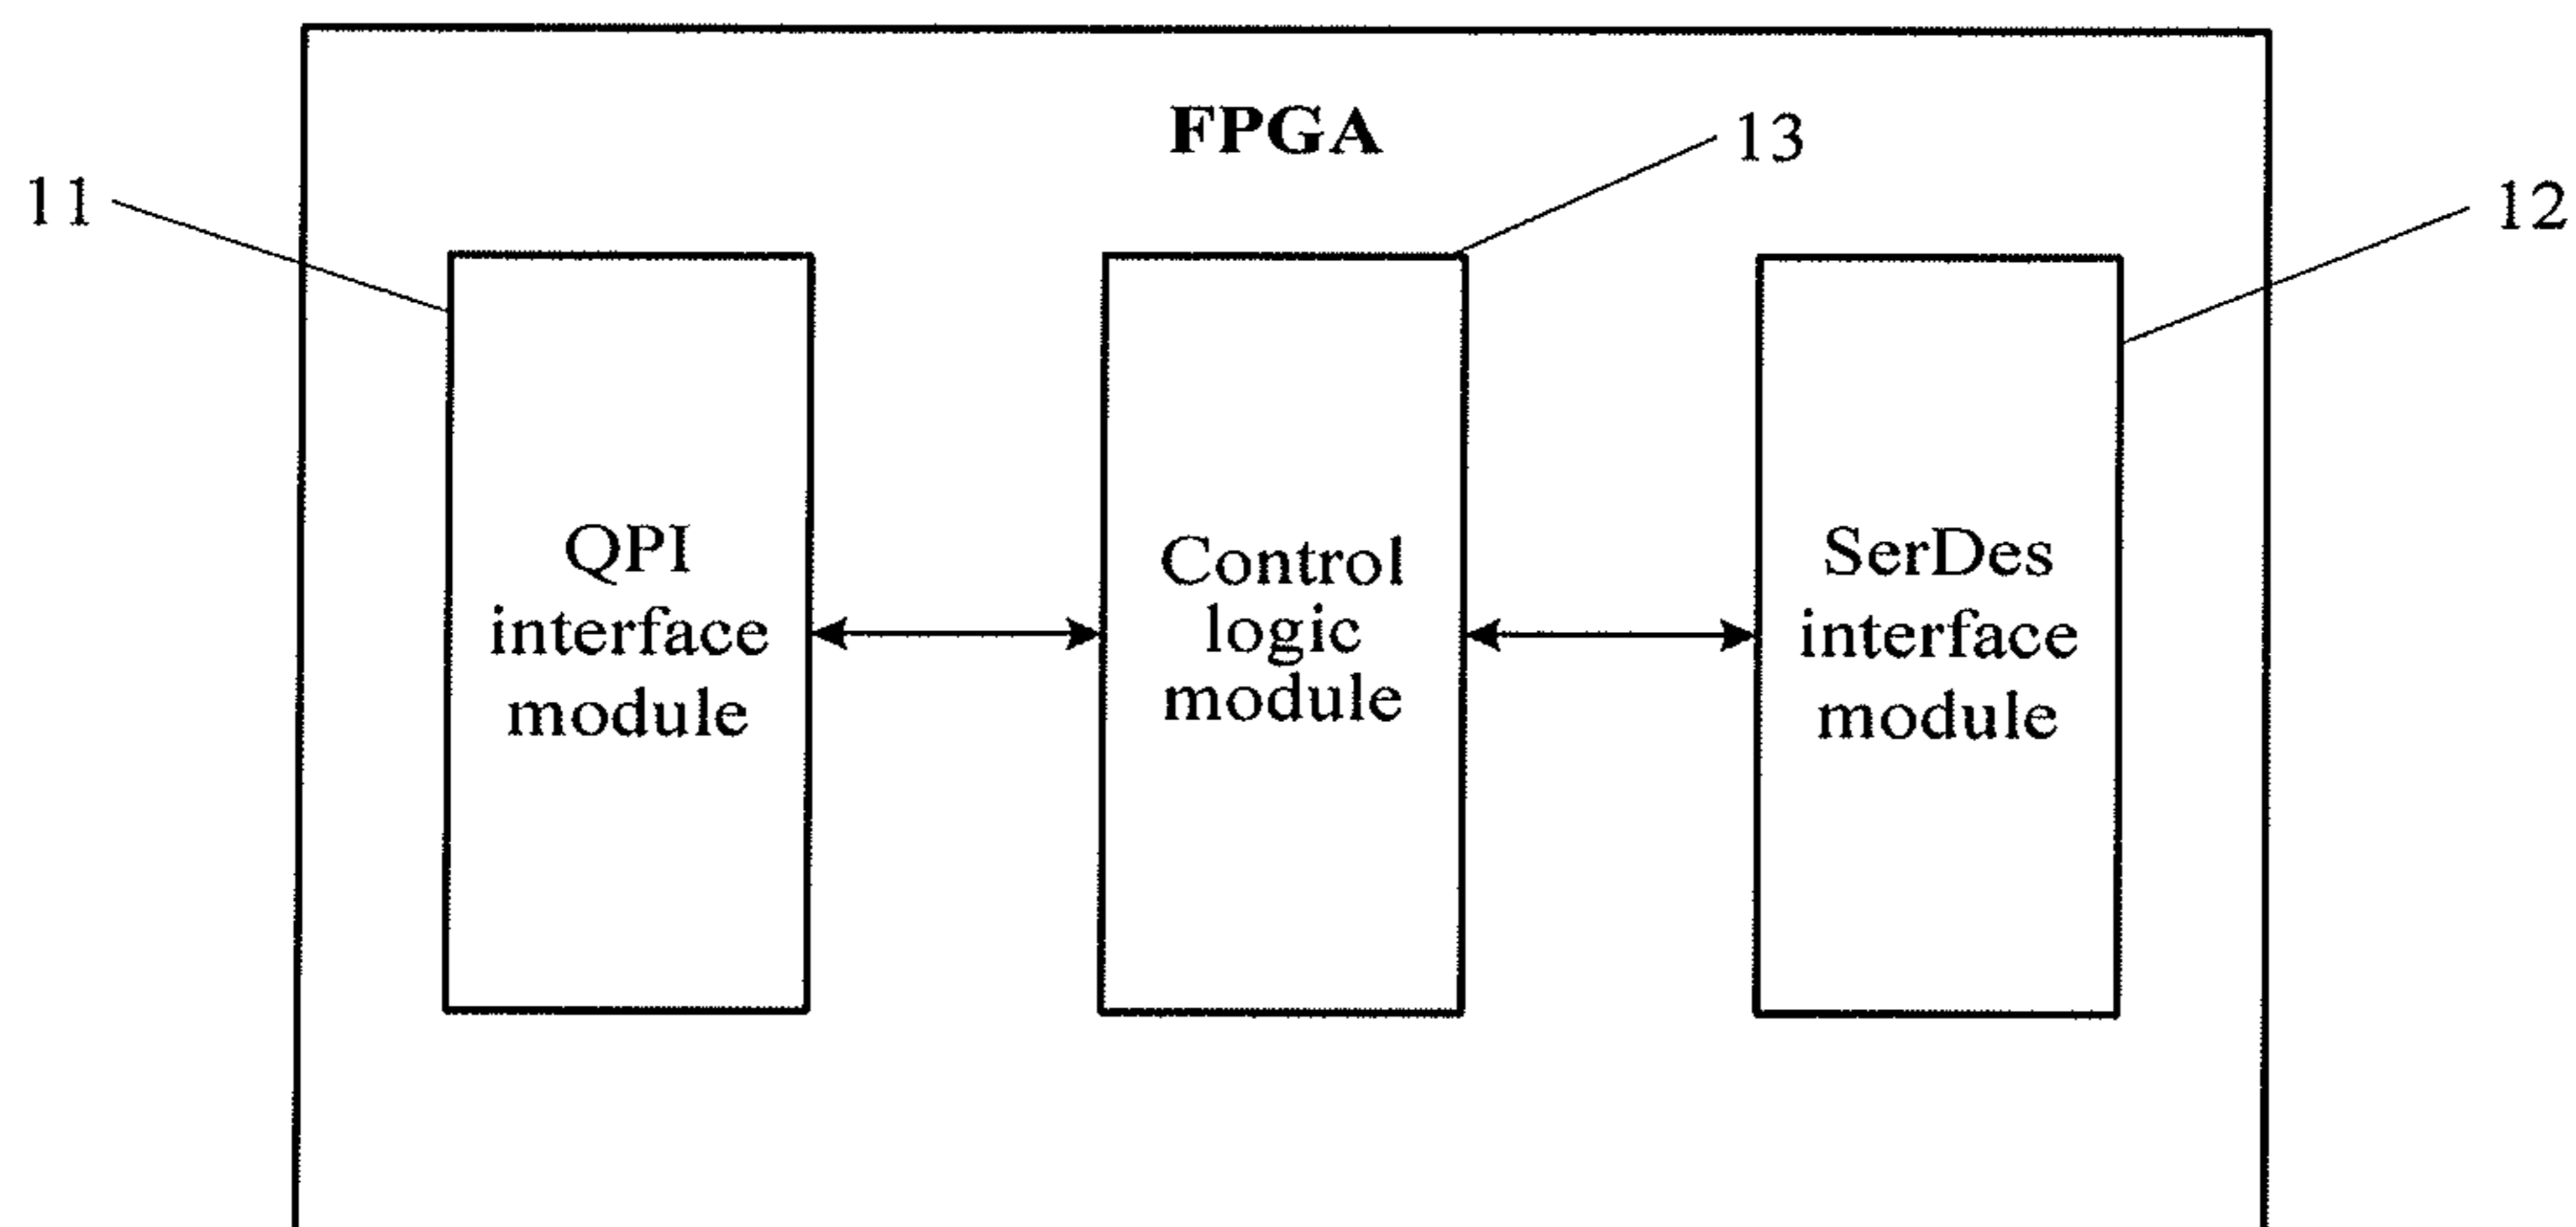 FPGA
11
13
12
QPI
interface
module
Control
logic
module
SerDes
interface
module